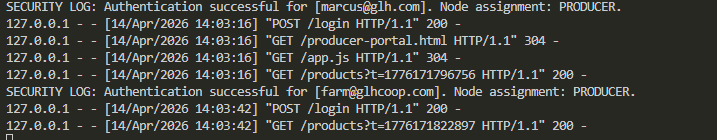 SECURITY LOG: Authentication successful for [marcus@glh.com]. Node assignment: PRODUCER.
127.0.0.1 - - [14/Apr/2026 14:03:16] "POST /login HTTP/1.1" 200 -
127.0.0.1 - - [14/Apr/2026 14:03:16] "GET /producer-portal.html HTTP/1.1" 304 -
127.0.0.1 - - [14/Apr/2026 14:03:16] "GET /app.js HTTP/1.1" 304 -
127.0.0.1 - - [14/Apr/2026 14:03:16] "GET /products?t=1776171796756 HTTP/1.1" 200 -
SECURITY LOG: Authentication successful for [farm@glhcoop.com]. Node assignment: PRODUCER.
127.0.0.1 - - [14/Apr/2026 14:03:42] "POST /login HTTP/1.1" 200 -
127.0.0.1 - - [14/Apr/2026 14:03:42] "GET /products?t=1776171822897 HTTP/1.1" 200 -